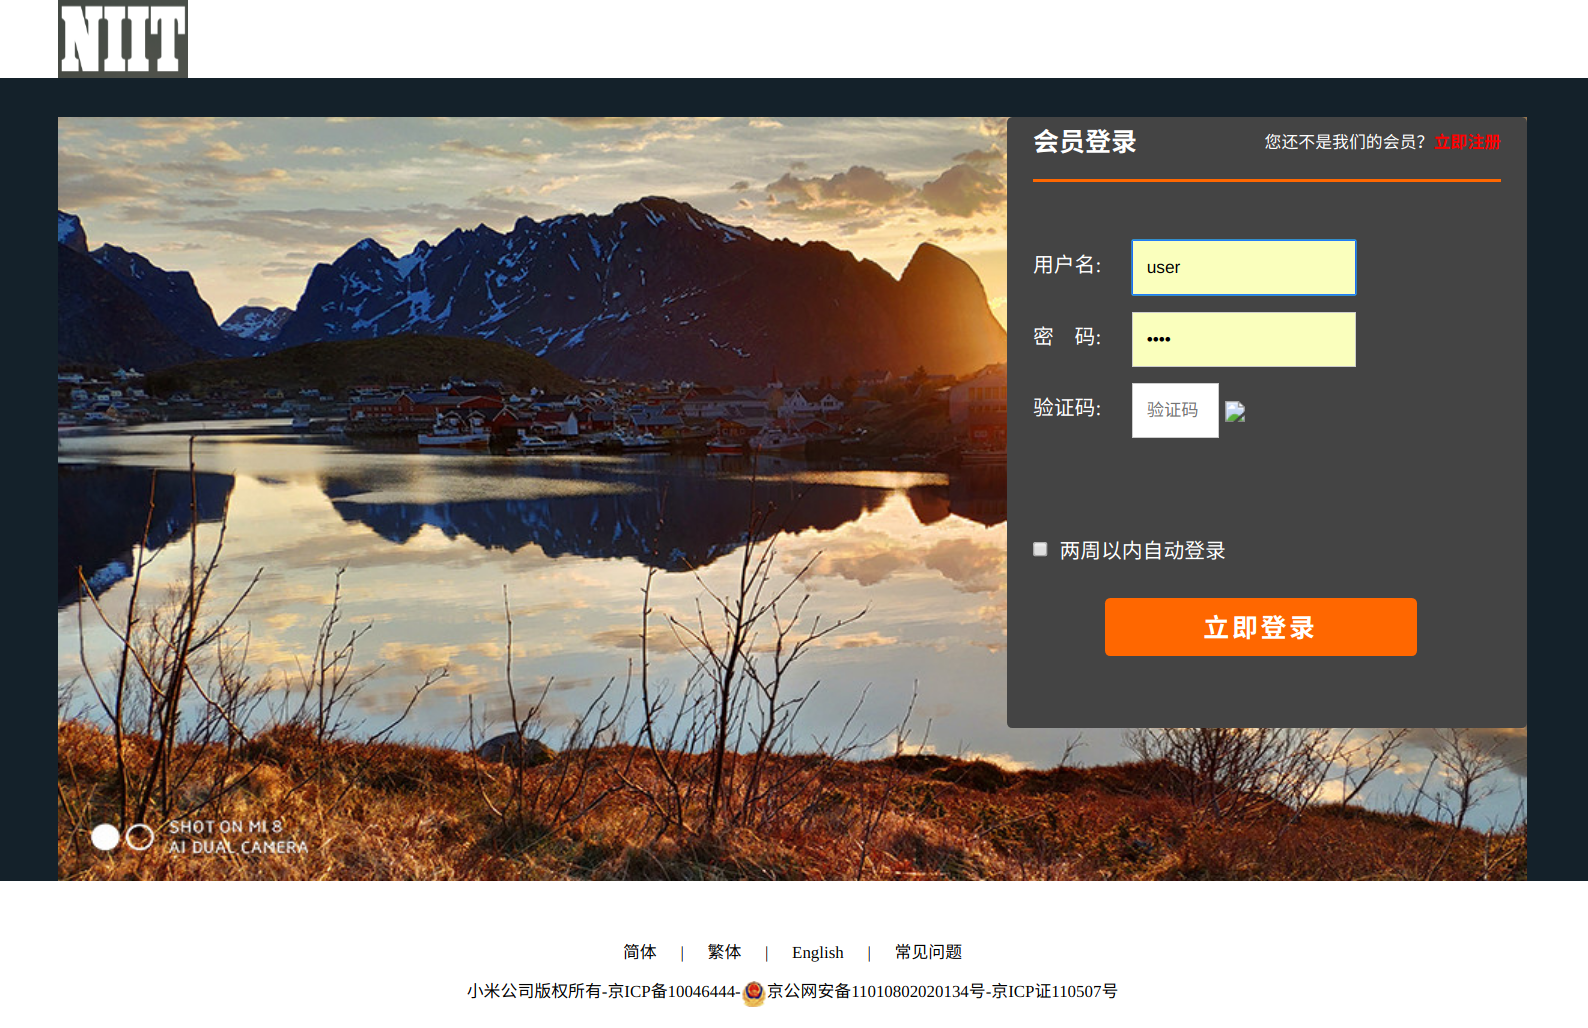 NIIT
会员登录
您还不是我们的会员？立即注册
用户名:
user
密 码:
••••
验证码:
验证码
两周以内自动登录
立即登录
SHOT ON MI 8
AI DUAL CAMERA
简体 | 繁体 | English | 常见问题
小米公司版权所有-京ICP备10046444-京公网安备11010802020134号-京ICP证110507号